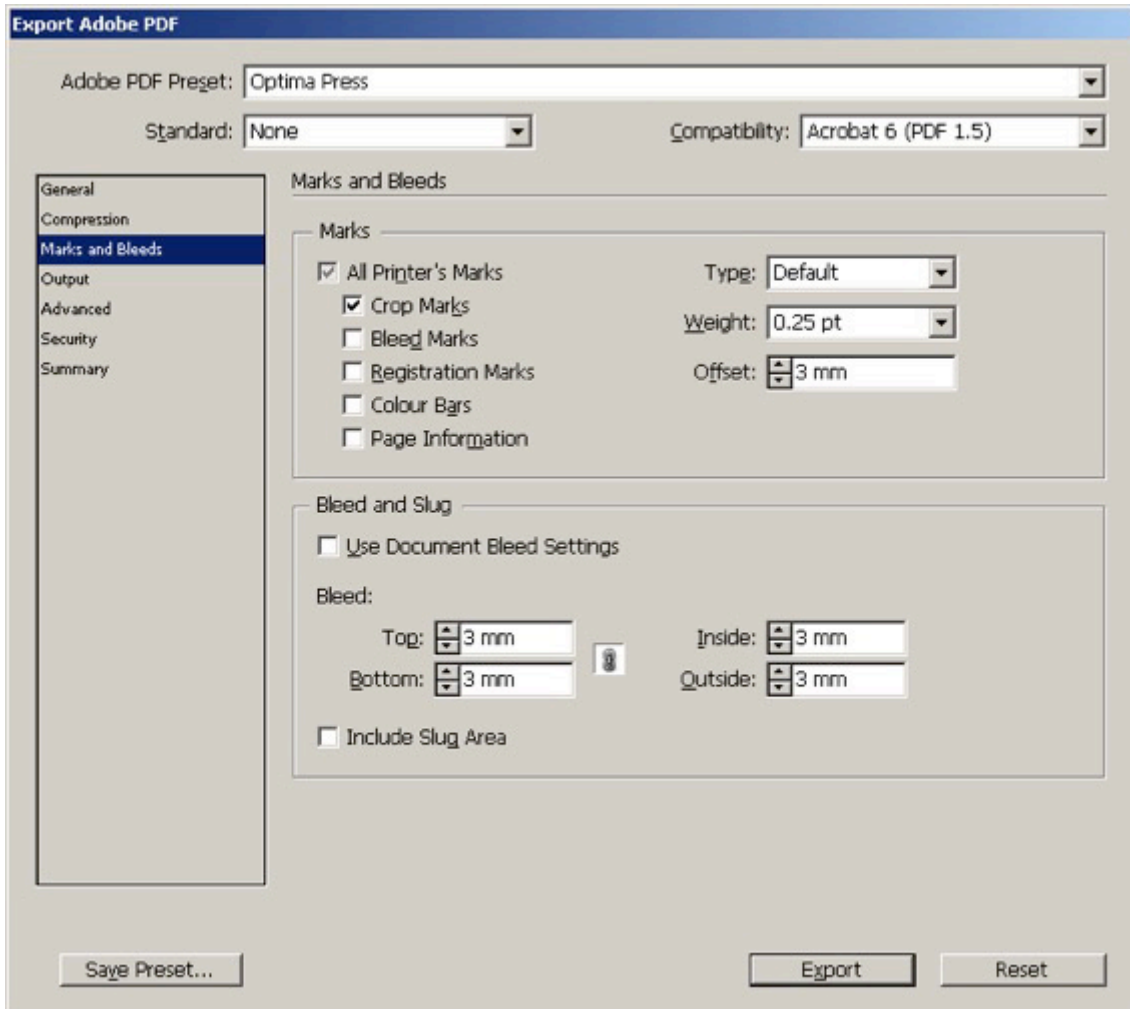 Export Adobe PDF
Adobe PDF Preset: Optima Press
Standard: None Compatibility: Acrobat 6 (PDF 1.5)
General
Compression
Marks and Bleeds
Output
Advanced
Security
Summary
Marks and Bleeds
Marks
All Printer's Marks Type: Default
Crop Marks Weight: 0.25 pt
Bleed Marks
Registration Marks Offset: 3 mm
Colour Bars
Page Information
Bleed and Slug
Use Document Bleed Settings
Bleed:
Top: 3 mm Inside: 3 mm
Bottom: 3 mm Outside: 3 mm
Include Slug Area
Save Preset... Export Reset